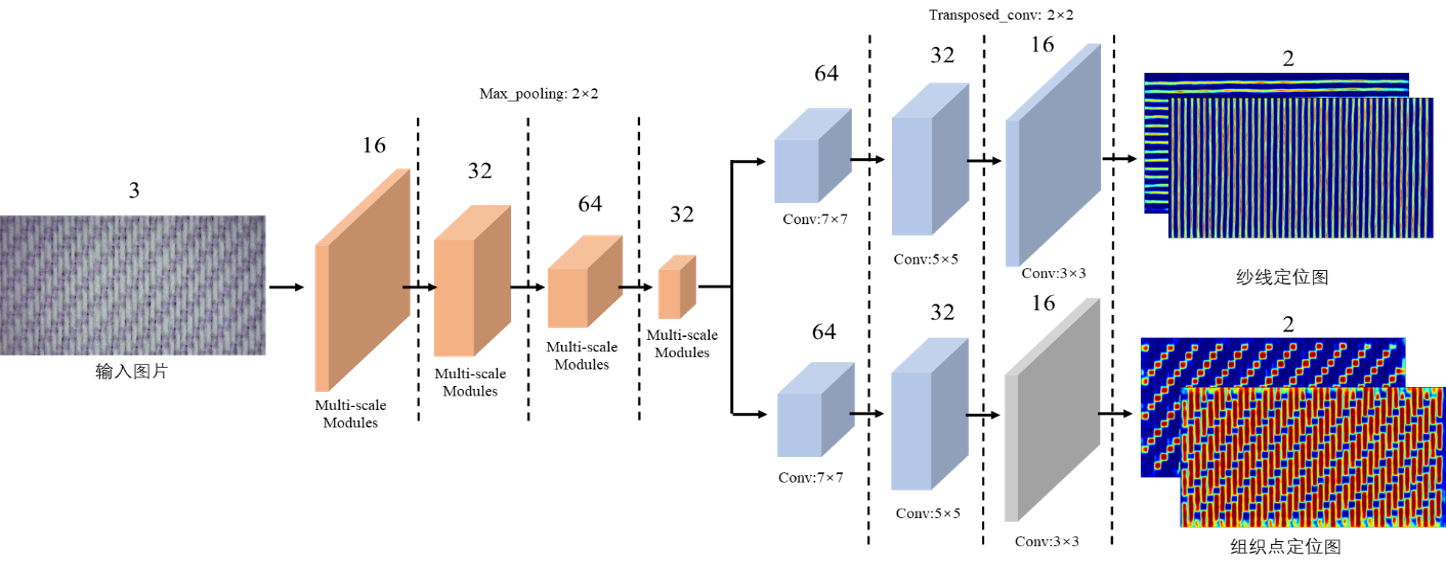 Transposed_conv: 2×2
Max_pooling: 2×2
3
输入图片
16
Multi-scale
Modules
32
Multi-scale
Modules
64
Multi-scale
Modules
32
Multi-scale
Modules
64
Conv:7×7
32
Conv:5×5
16
Conv:3×3
2
纱线定位图
64
Conv:7×7
32
Conv:5×5
16
Conv:3×3
2
组织点定位图